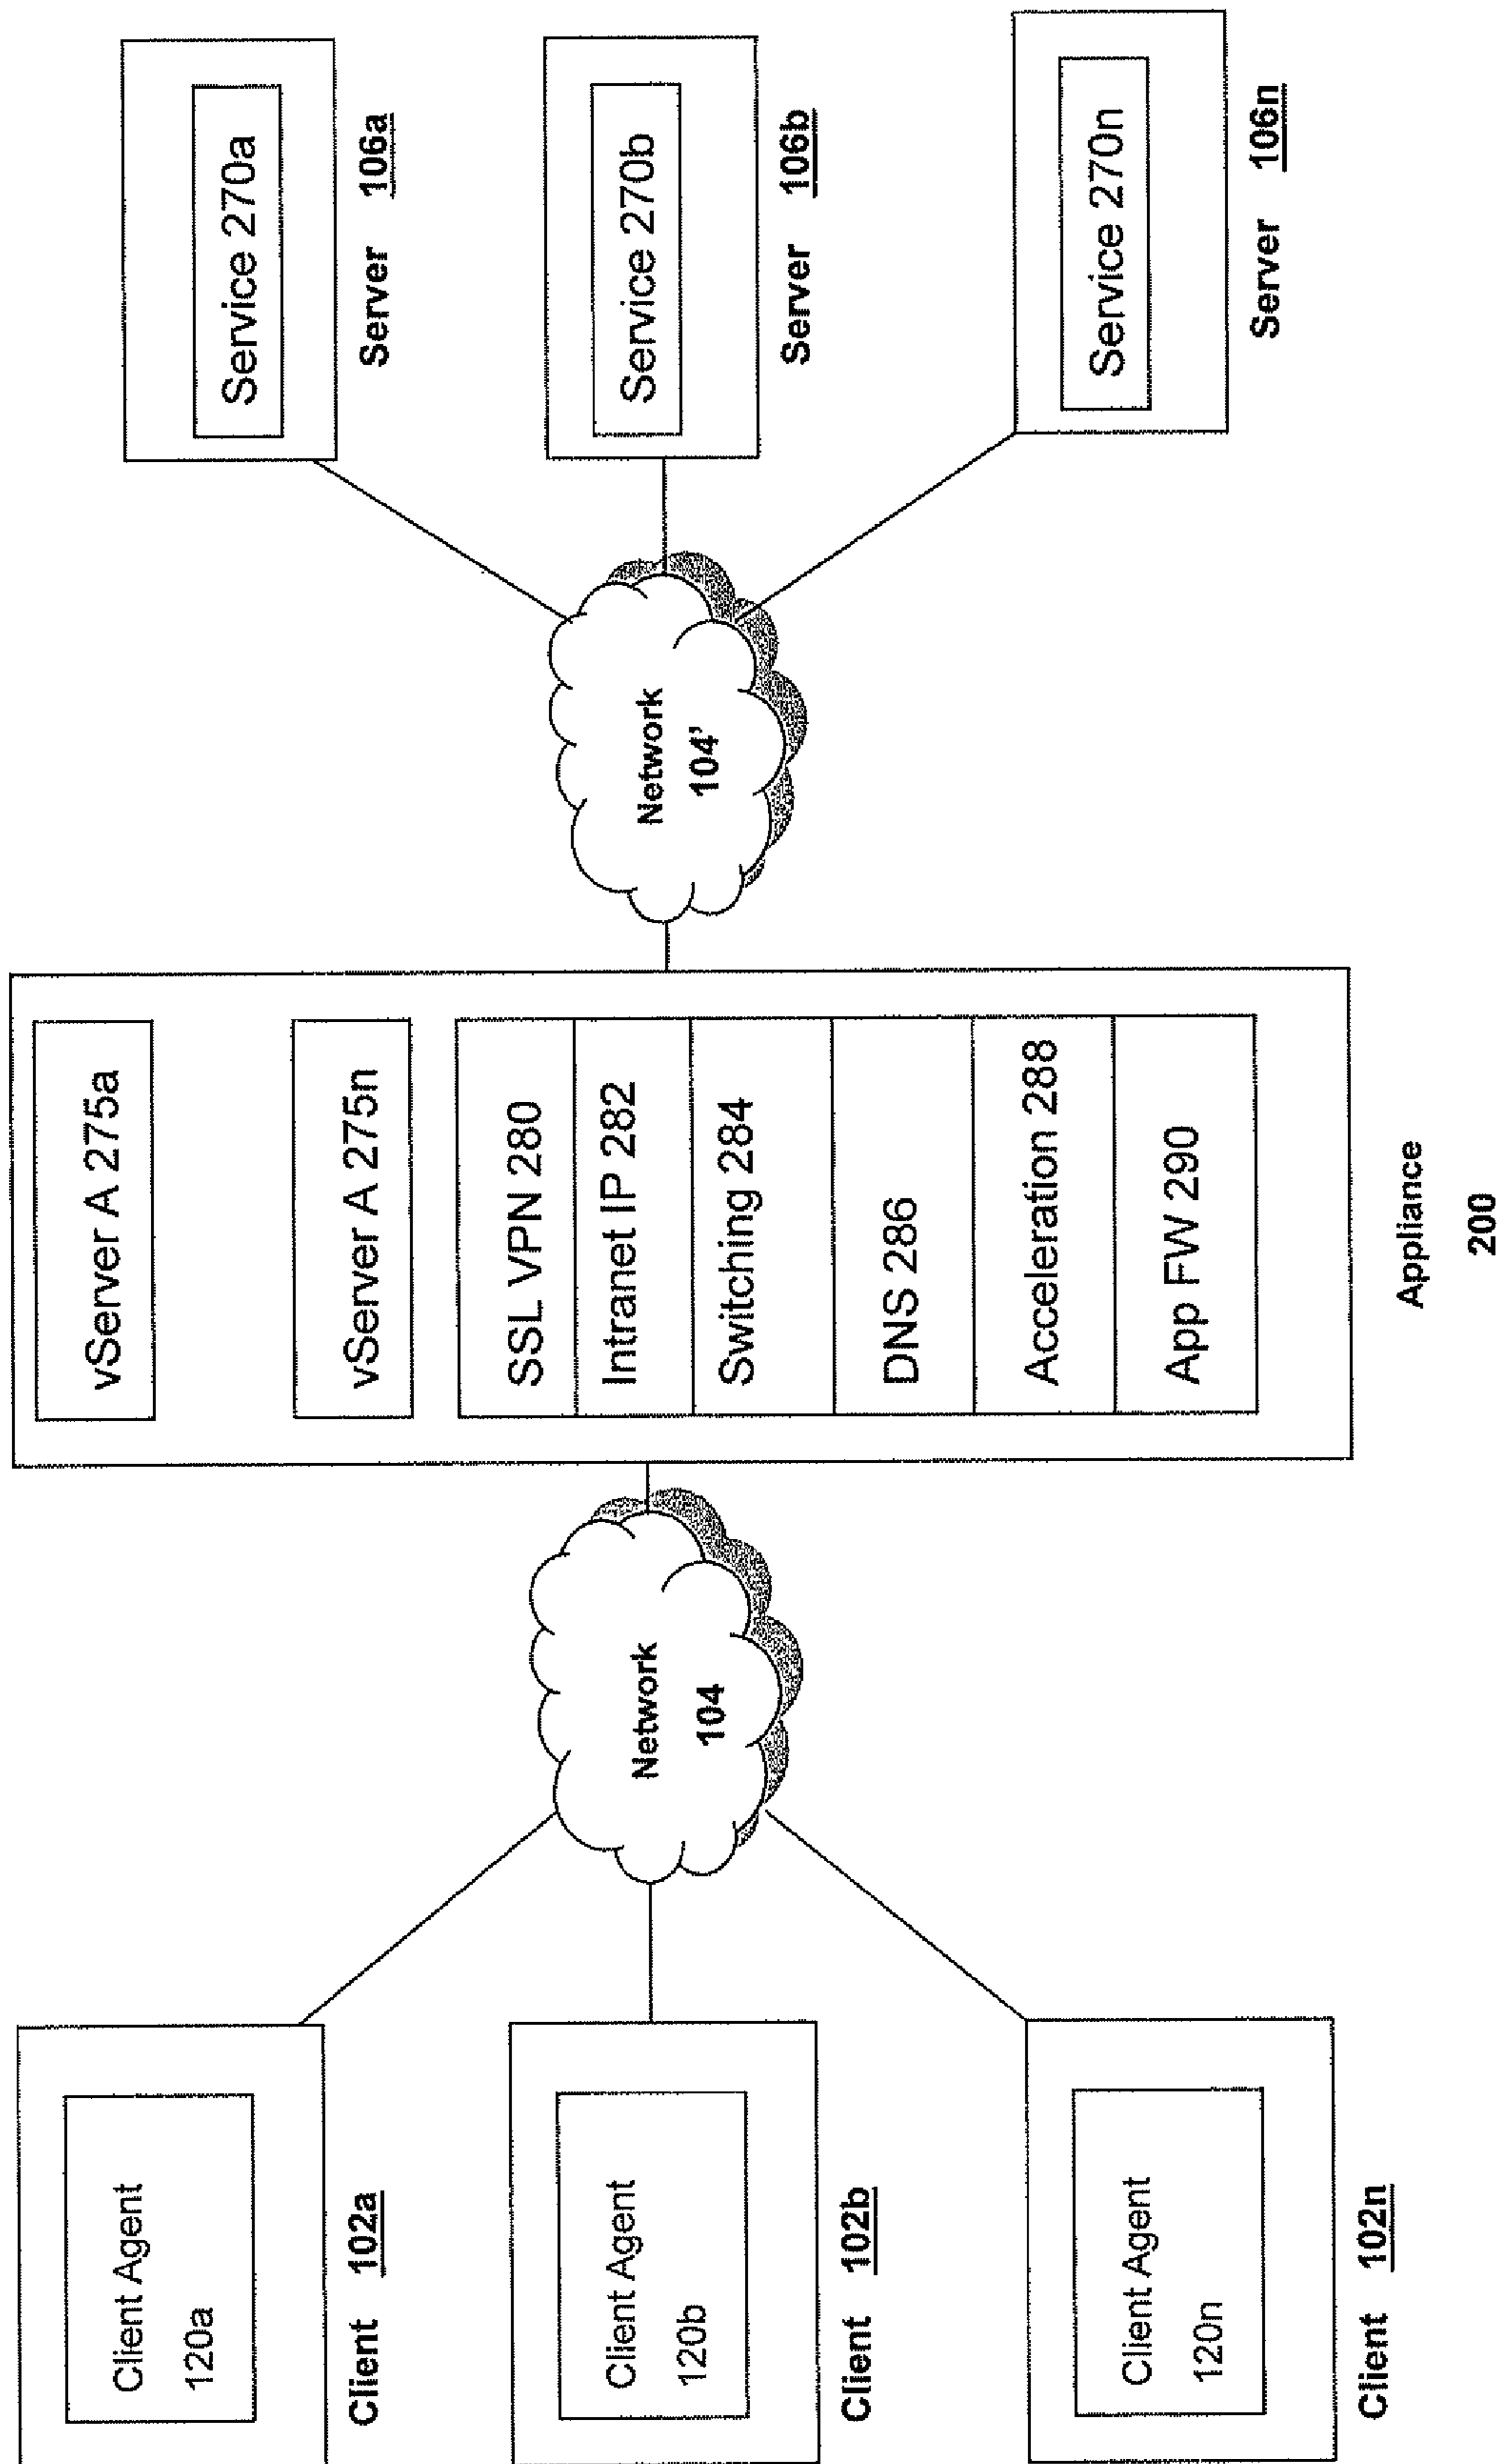 Client Agent
120a
Client 102a
Client Agent
120b
Client 102b
Client Agent
120n
Client 102n
Network
104
vServer A 275a
vServer A 275n
SSL VPN 280
Intranet IP 282
Switching 284
DNS 286
Acceleration 288
App FW 290
Appliance
200
Network
104'
Service 270a
Server 106a
Service 270b
Server 106b
Service 270n
Server 106n